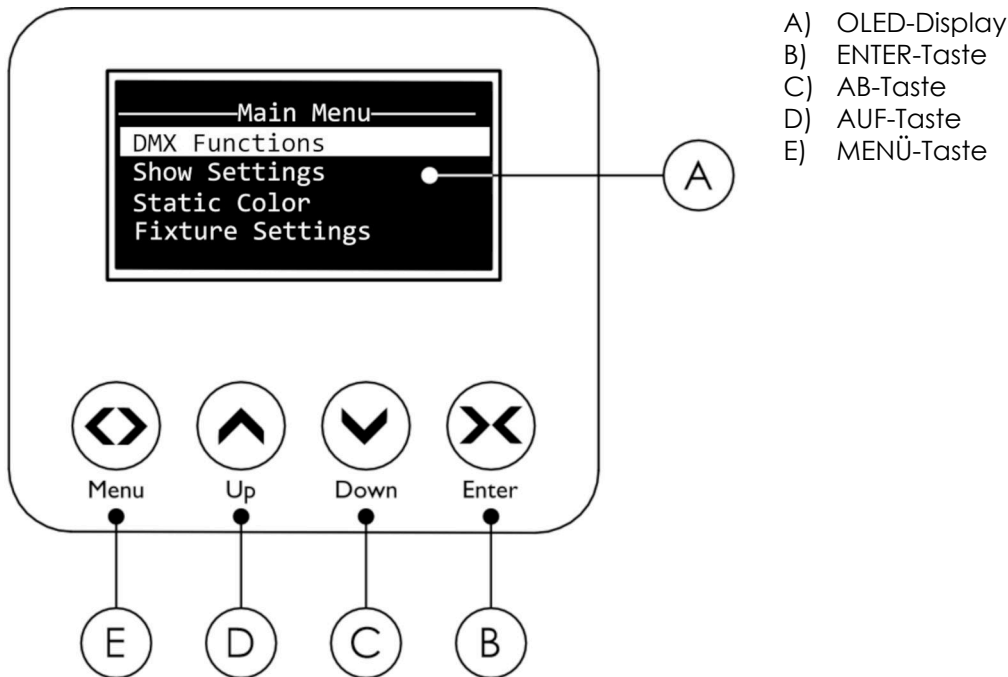 Main Menu
DMX Functions
Show Settings
Static Color
Fixture Settings
A
Menu
Up
Down
Enter
E
D
C
B
A) OLED-Display
B) ENTER-Taste
C) AB-Taste
D) AUF-Taste
E) MENÜ-Taste